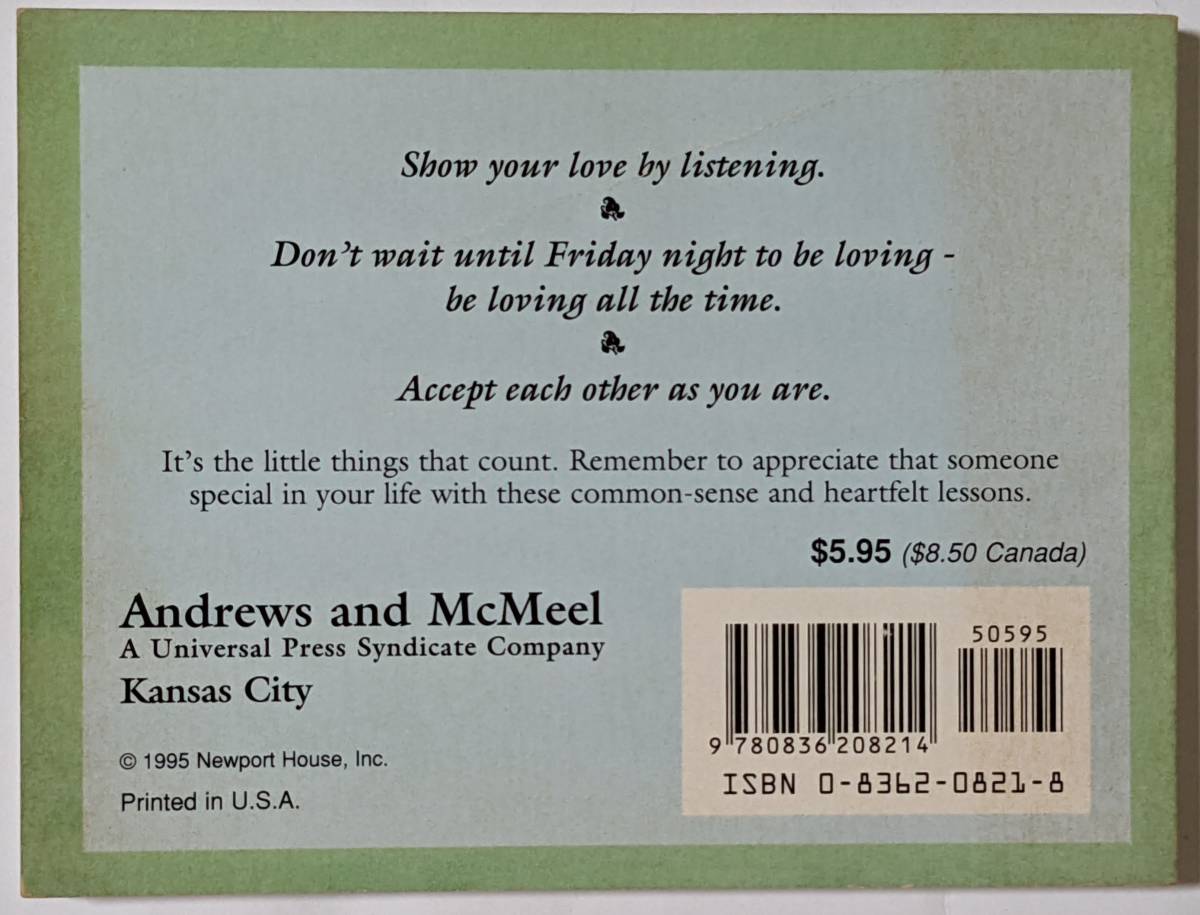 Show your love by listening.
Don't wait until Friday night to be loving -
be loving all the time.
Accept each other as you are.
It's the little things that count. Remember to appreciate that someone
special in your life with these common-sense and heartfelt lessons.
$5.95 ($8.50 Canada)
Andrews and McMeel
A Universal Press Syndicate Company
Kansas City
© 1995 Newport House, Inc.
Printed in U.S.A.
50595
9 780836 208214
ISBN 0-8362-0821-8